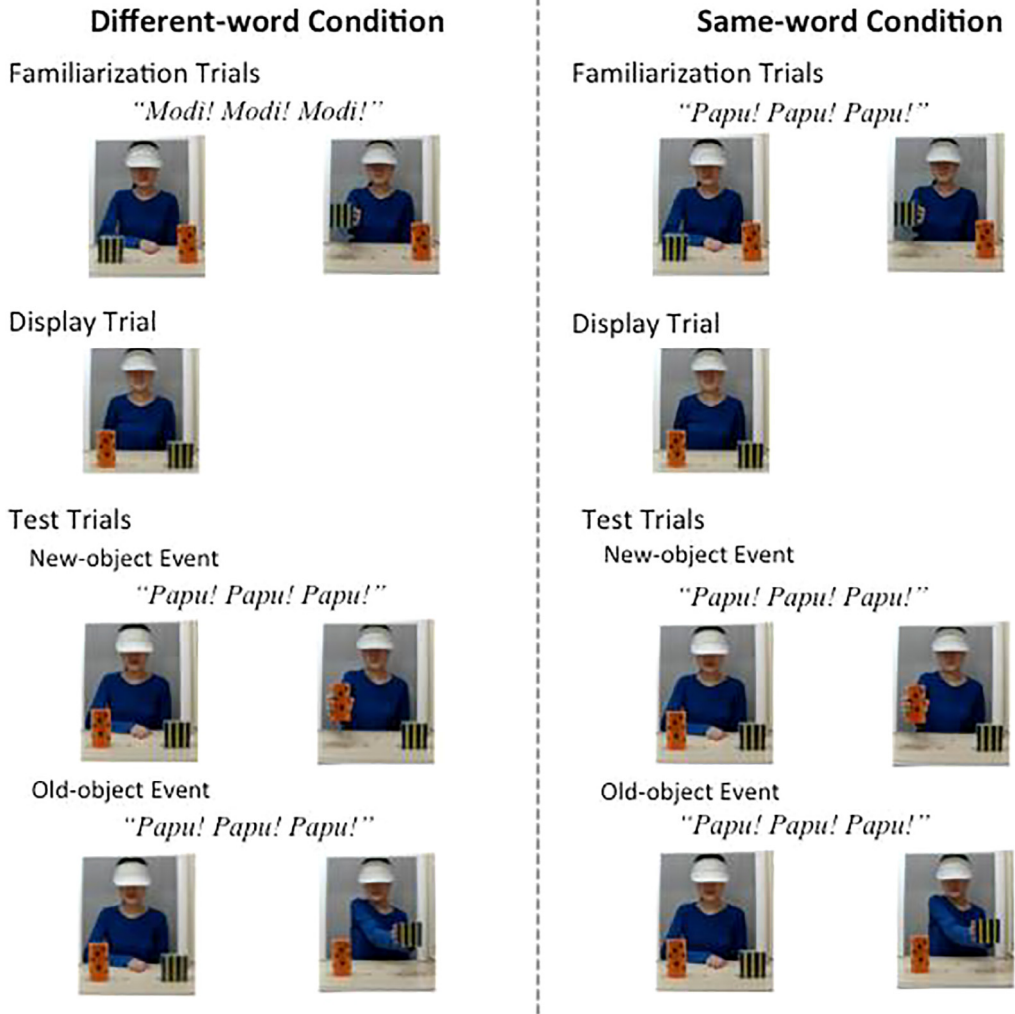 Different-word Condition
Familiarization Trials
“Modi! Modi! Modi!”
Display Trial
Test Trials
New-object Event
“Papu! Papu! Papu!”
Old-object Event
“Papu! Papu! Papu!”
Same-word Condition
Familiarization Trials
“Papu! Papu! Papu!”
Display Trial
Test Trials
New-object Event
“Papu! Papu! Papu!”
Old-object Event
“Papu! Papu! Papu!”